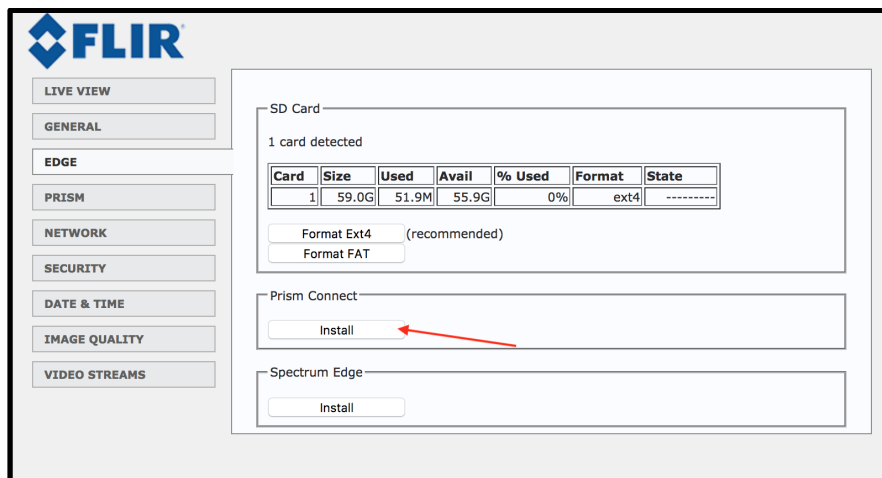 FLIR
LIVE VIEW
GENERAL
EDGE
PRISM
NETWORK
SECURITY
DATE & TIME
IMAGE QUALITY
VIDEO STREAMS
SD Card
1 card detected
Card Size Used Avail % Used Format State
1 59.0G 51.9M 55.9G 0% ext4 ---------
Format Ext4 (recommended)
Format FAT
Prism Connect
Install
Spectrum Edge
Install